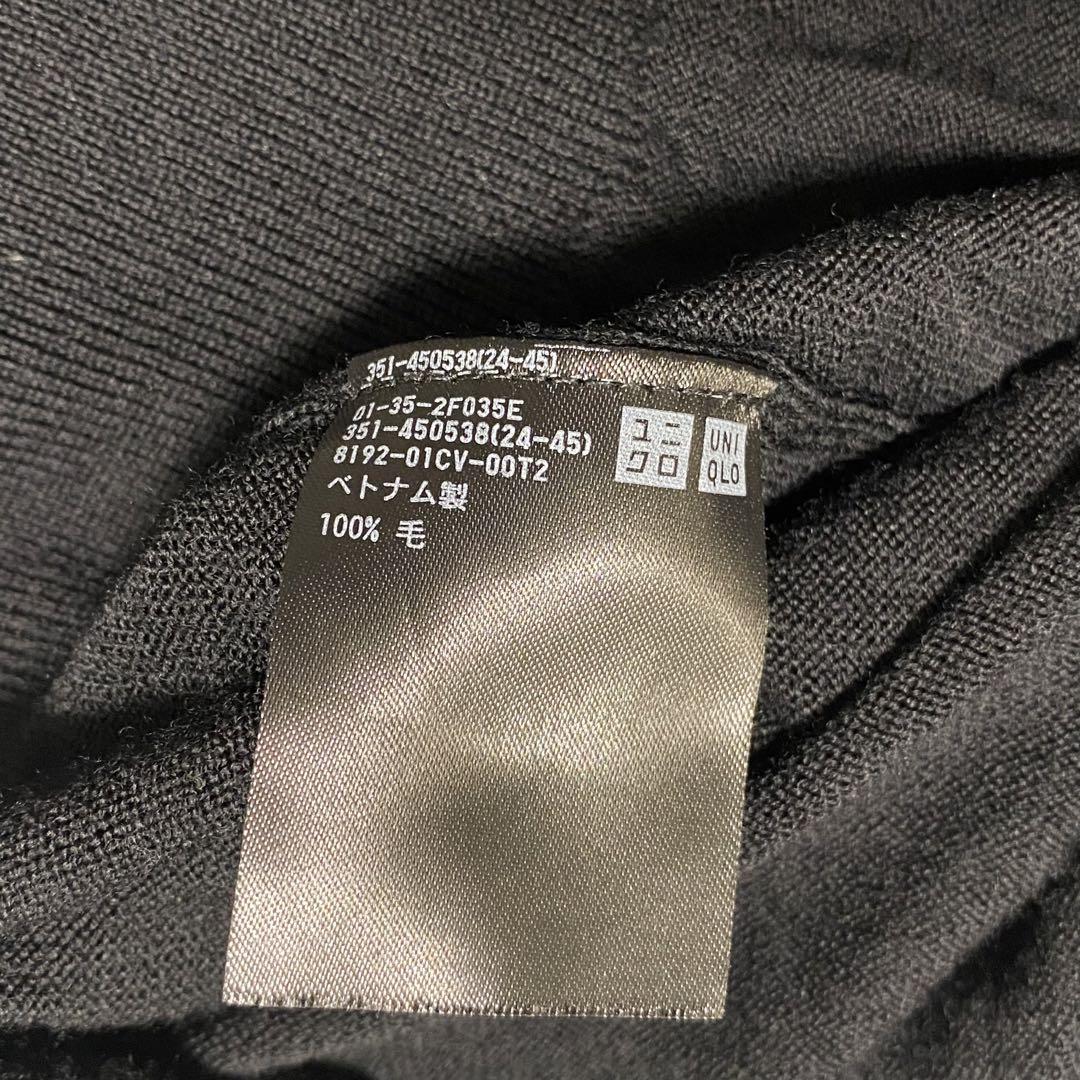 351-450538(24-45)
01-35-2F035E
351-450538(24-45)
8192-01CV-00T2
ベトナム製
100% 毛
ユニ
クロ
UNI
QLO